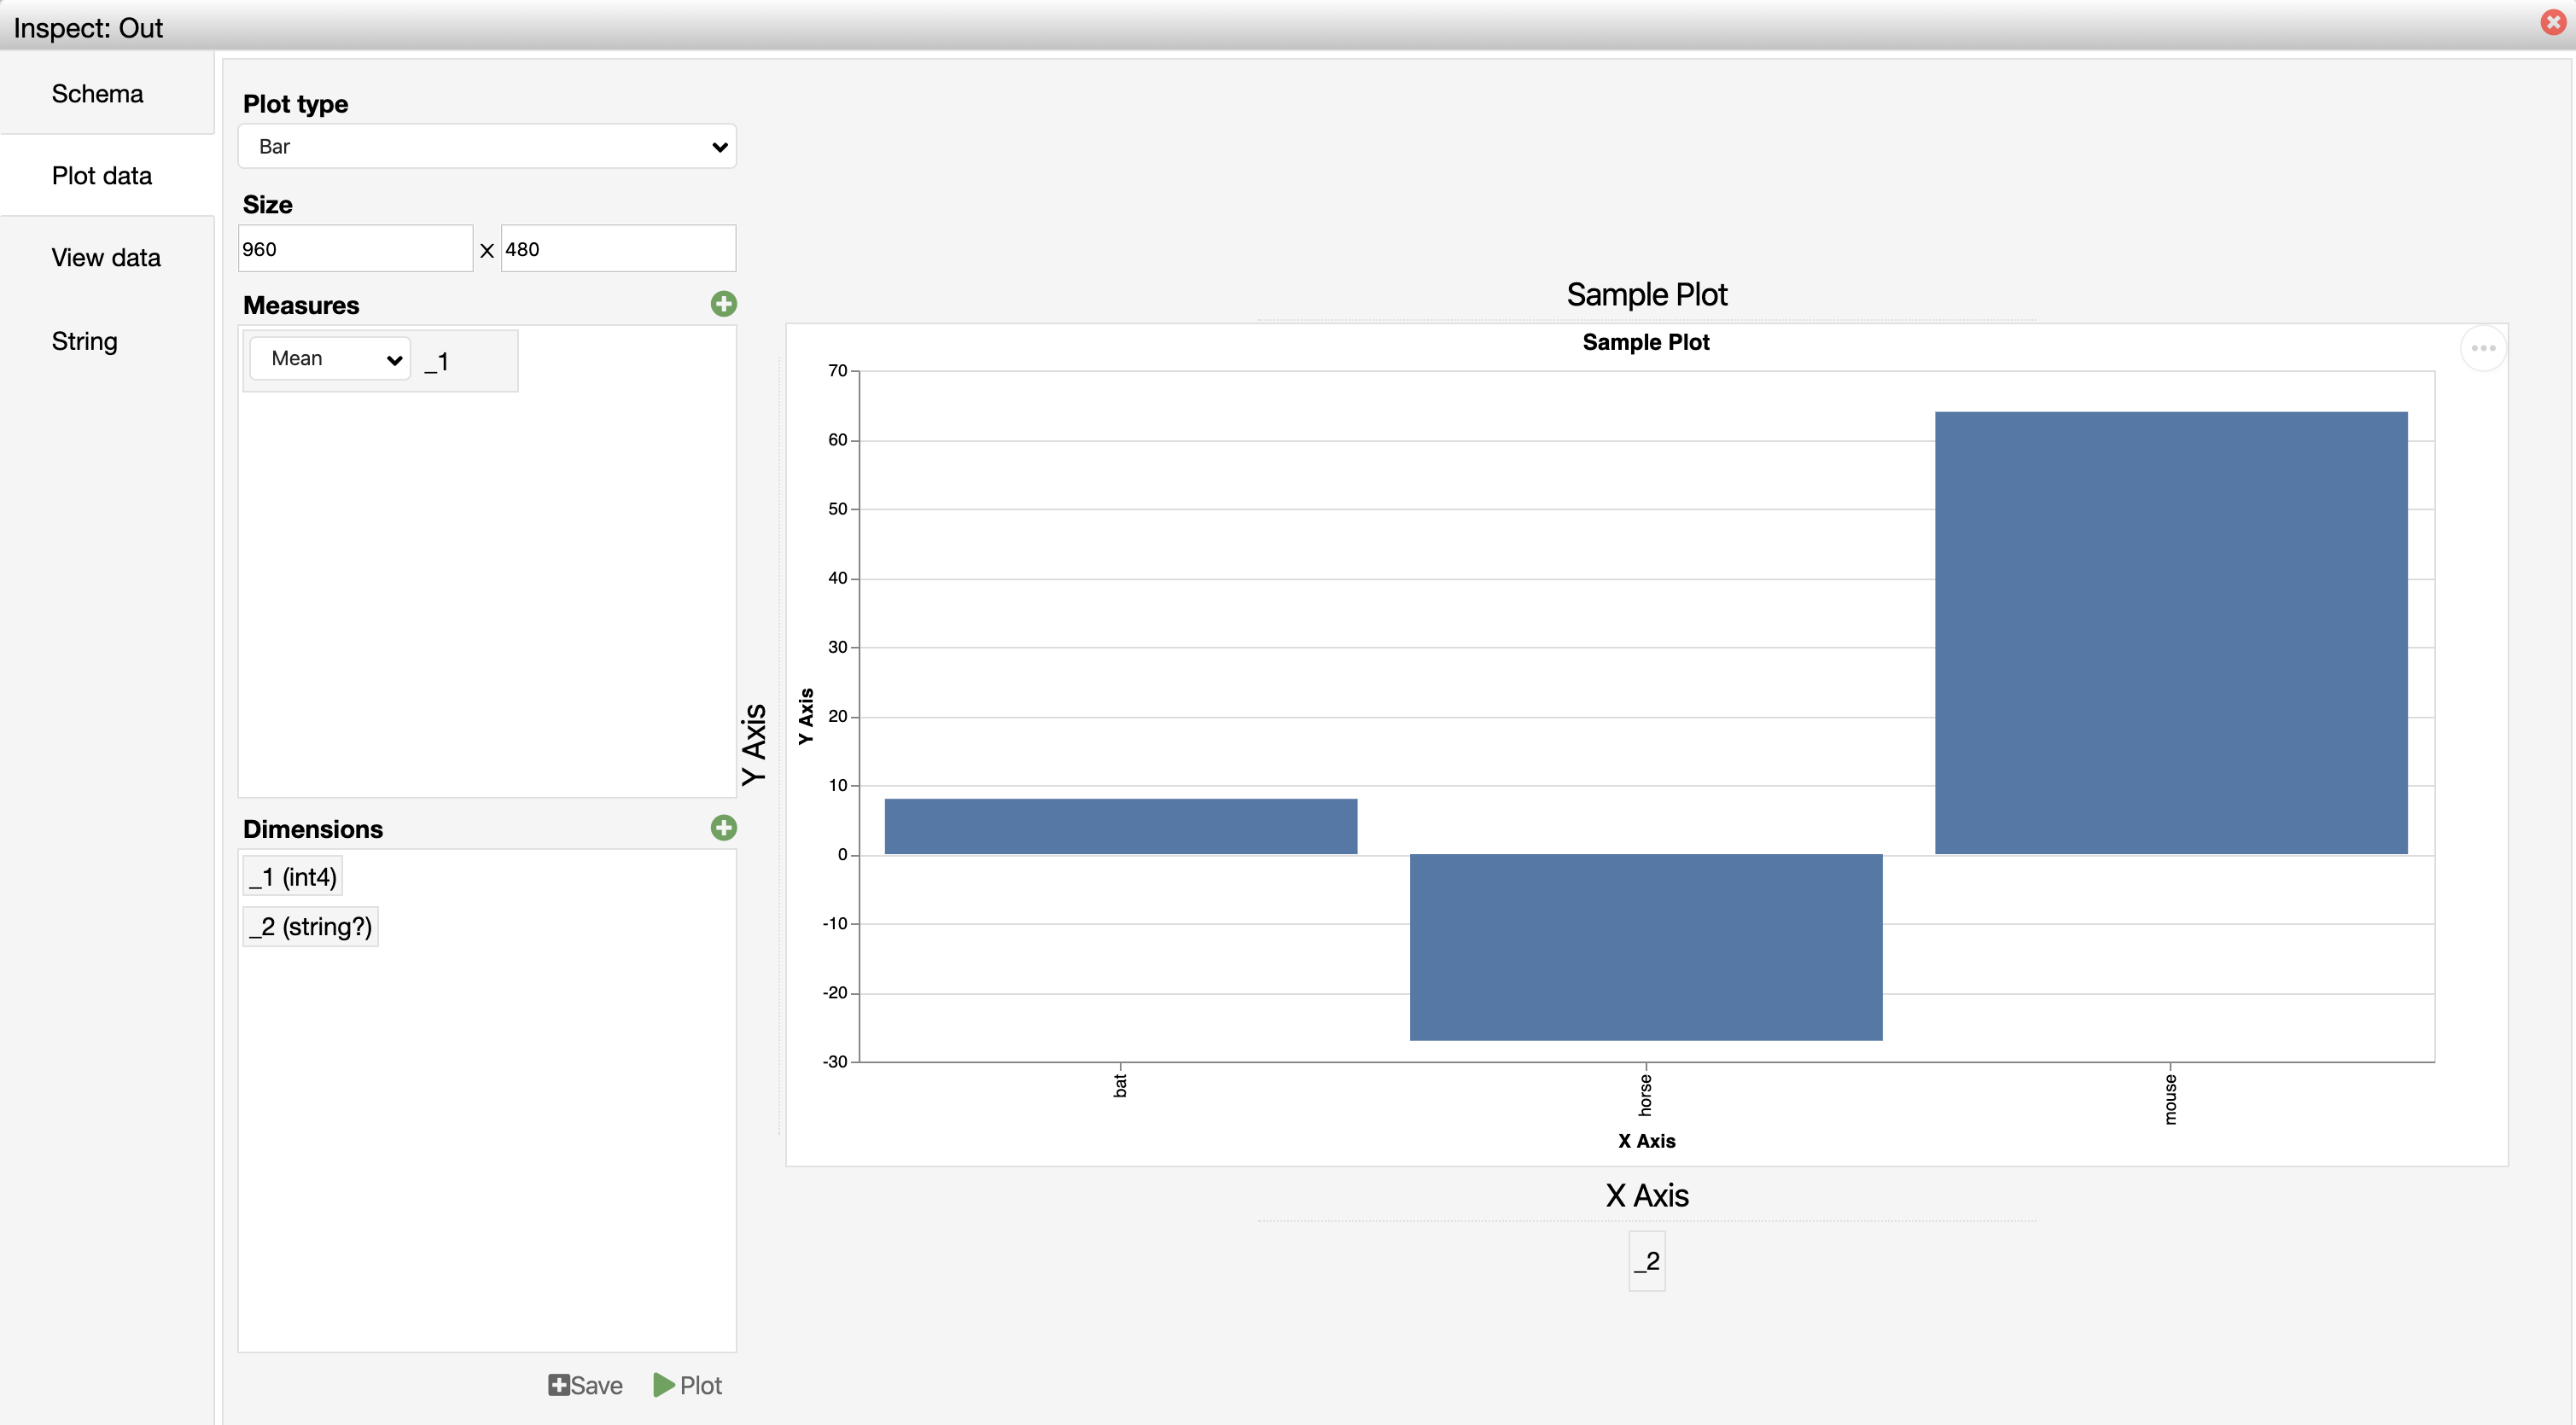 Inspect: Out
Schema
Plot data
View data
String
Plot type
Bar
Size
960 x 480
Measures
Mean _1
Dimensions
_1 (int4)
_2 (string?)
Save Plot
Sample Plot
Sample Plot
Y Axis
Y Axis
70
60
50
40
30
20
10
0
-10
-20
-30
bat horse mouse
X Axis
X Axis
_2